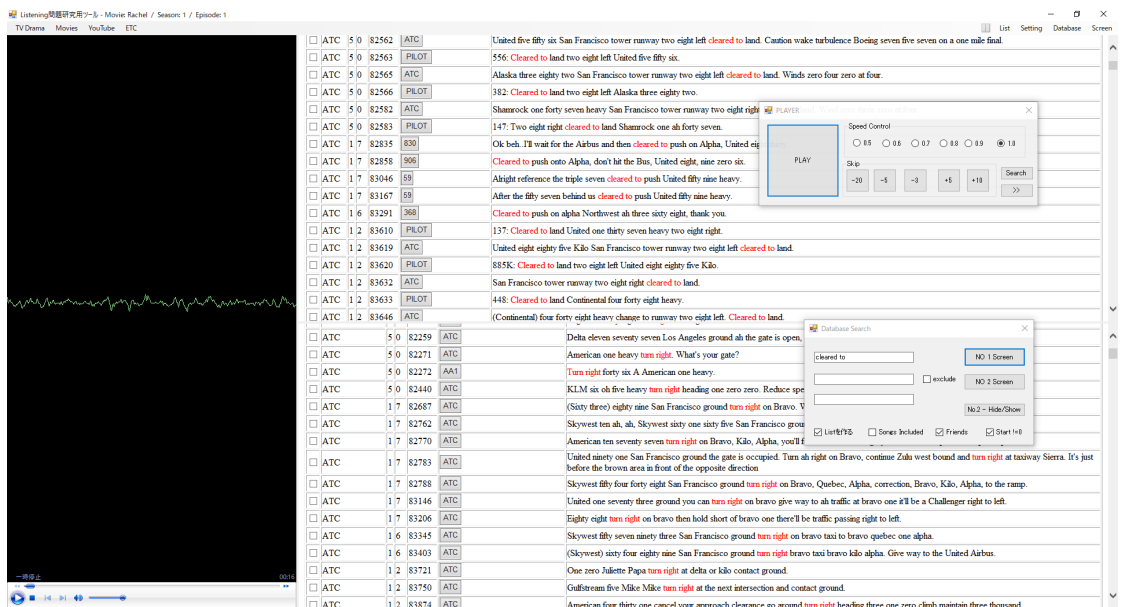 Listening問題研究用ツール - Movie: Rachel / Season: 1 / Episode: 1
TV Drama Movies YouTube ETC List Setting Database Screen
ATC 5 0 82562 ATC United five fifty six San Francisco tower runway two eight left cleared to land. Caution wake turbulence Boeing seven five seven on a one mile final.
ATC 5 0 82563 PILOT 556: Cleared to land two eight left United five fifty six.
ATC 5 0 82565 ATC Alaska three eighty two San Francisco tower runway two eight left cleared to land. Winds zero four zero at four.
ATC 5 0 82566 PILOT 382: Cleared to land two eight left Alaska three eighty two.
ATC 5 0 82582 ATC Shamrock one forty seven heavy San Francisco tower runway two eight right
ATC 5 0 82583 PILOT 147: Two eight right cleared to land Shamrock one ah forty seven.
ATC 1 7 82835 830 Ok beh..I'll wait for the Airbus and then cleared to push on Alpha, United
ATC 1 7 82858 906 Cleared to push onto Alpha, don't hit the Bus, United eight, nine zero six.
ATC 1 7 83046 59 Alright reference the triple seven cleared to push United fifty nine heavy.
ATC 1 7 83167 59 After the fifty seven behind us cleared to push United fifty nine heavy.
ATC 1 6 83291 368 Cleared to push on alpha Northwest ah three sixty eight, thank you.
ATC 1 2 83610 PILOT 137: Cleared to land United one thirty seven heavy two eight right.
ATC 1 2 83619 ATC United eight eighty five Kilo San Francisco tower runway two eight left cleared to land.
ATC 1 2 83620 PILOT 885K: Cleared to land two eight left United eight eighty five Kilo.
ATC 1 2 83632 ATC San Francisco tower runway two eight right cleared to land.
ATC 1 2 83633 PILOT 448: Cleared to land Continental four forty eight heavy.
ATC 1 2 83646 ATC (Continental) four forty eight heavy change to runway two eight left. Cleared to land.
PLAYER
PLAY
Speed Control
0.5 0.6 0.7 0.8 0.9 1.0
Skip
-20 -5 -3 +5 +10
Search
>>
ATC 5 0 82259 ATC Delta eleven seventy seven Los Angeles ground ah the gate is open,
ATC 5 0 82271 ATC American one heavy turn right. What's your gate?
ATC 5 0 82272 AA1 Turn right forty six A American one heavy.
ATC 5 0 82440 ATC KLM six oh five heavy turn right heading one zero zero. Reduce
ATC 1 7 82687 ATC (Sixty three) eighty nine San Francisco ground turn right on Bravo.
ATC 1 7 82762 ATC Skywest ten ah, ah, Skywest sixty one sixty five San Francisco
ATC 1 7 82770 ATC American ten seventy seven turn right on Bravo, Kilo, Alpha, you'll
ATC 1 7 82783 ATC United ninety one San Francisco ground the gate is occupied. Turn ah right on Bravo, continue Zulu west bound and turn right at taxiway Sierra. It's just
before the brown area in front of the opposite direction
ATC 1 7 82788 ATC Skywest fifty four forty eight San Francisco ground turn right on Bravo, Quebec, Alpha, correction, Bravo, Kilo, Alpha, to the ramp.
ATC 1 7 83146 ATC United one seventy three ground you can turn right on bravo give way to ah traffic at bravo one it'll be a Challenger right to left.
ATC 1 7 83206 ATC Eighty eight turn right on bravo then hold short of bravo one there'll be traffic passing right to left.
ATC 1 6 83345 ATC Skywest fifty seven ninety three San Francisco ground turn right on bravo taxi to bravo quebec one alpha.
ATC 1 6 83403 ATC (Skywest) sixty four eighty nine San Francisco ground turn right bravo taxi bravo kilo alpha. Give way to the United Airbus.
ATC 1 2 83721 ATC One zero Juliette Papa turn right at delta or kilo contact ground.
ATC 1 2 83750 ATC Gulfstream five Mike Mike turn right at the next intersection and contact ground.
ATC 1 2 83874 ATC American four thirty one cancel your approach clearance go around turn right heading three one zero climb maintain three thousand
Database Search
cleared to
NO 1 Screen
exclude
NO 2 Screen
No.2 - Hide/Show
Listを作る Songs Included Friends Start !=0
一時停止 00:16